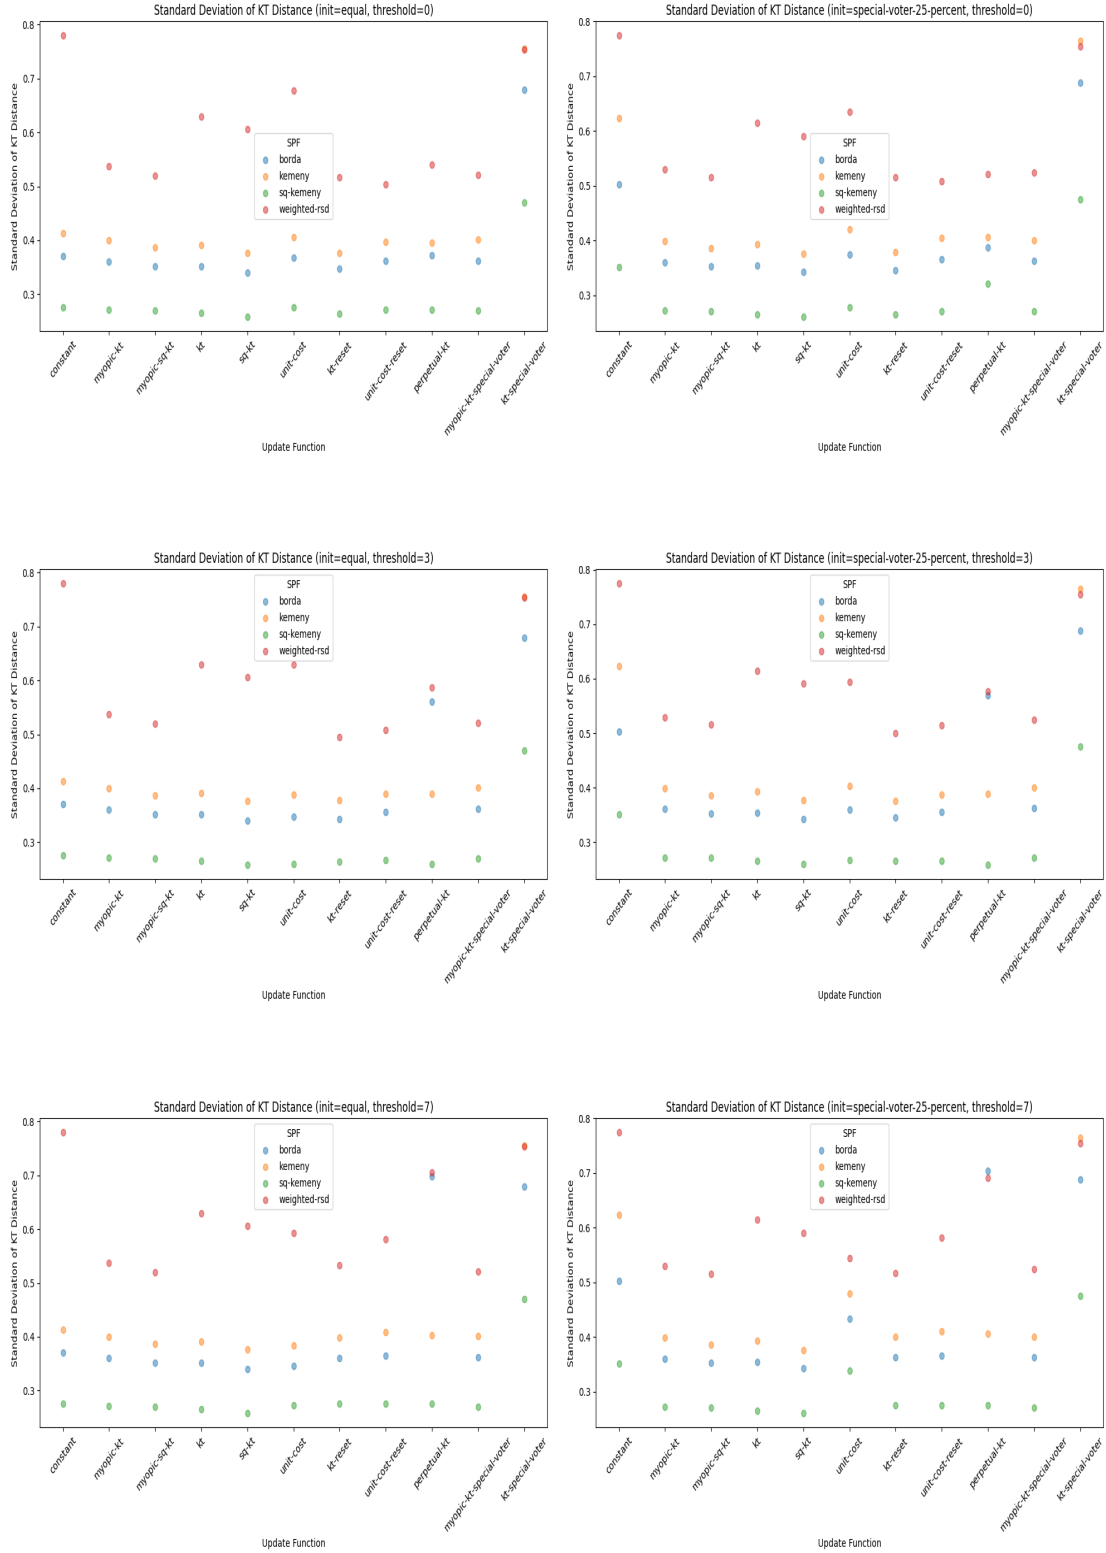 Standard Deviation of KT Distance (init=equal, threshold=0)
Standard Deviation of KT Distance
0.8
0.7
0.6
0.5
0.4
0.3
SPF
borda
kemeny
sq-kemeny
weighted-rsd
constant
myopic-kt
myopic-sq-kt
kt
sq-kt
unit-cost
kt-reset
unit-cost-reset
perpetual-kt
myopic-kt-special-voter
kt-special-voter
Update Function
Standard Deviation of KT Distance (init=special-voter-25-percent, threshold=0)
Standard Deviation of KT Distance
0.8
0.7
0.6
0.5
0.4
0.3
SPF
borda
kemeny
sq-kemeny
weighted-rsd
constant
myopic-kt
myopic-sq-kt
kt
sq-kt
unit-cost
kt-reset
unit-cost-reset
perpetual-kt
myopic-kt-special-voter
kt-special-voter
Update Function
Standard Deviation of KT Distance (init=equal, threshold=3)
Standard Deviation of KT Distance
0.8
0.7
0.6
0.5
0.4
0.3
SPF
borda
kemeny
sq-kemeny
weighted-rsd
constant
myopic-kt
myopic-sq-kt
kt
sq-kt
unit-cost
kt-reset
unit-cost-reset
perpetual-kt
myopic-kt-special-voter
kt-special-voter
Update Function
Standard Deviation of KT Distance (init=special-voter-25-percent, threshold=3)
Standard Deviation of KT Distance
0.8
0.7
0.6
0.5
0.4
0.3
SPF
borda
kemeny
sq-kemeny
weighted-rsd
constant
myopic-kt
myopic-sq-kt
kt
sq-kt
unit-cost
kt-reset
unit-cost-reset
perpetual-kt
myopic-kt-special-voter
kt-special-voter
Update Function
Standard Deviation of KT Distance (init=equal, threshold=7)
Standard Deviation of KT Distance
0.8
0.7
0.6
0.5
0.4
0.3
SPF
borda
kemeny
sq-kemeny
weighted-rsd
constant
myopic-kt
myopic-sq-kt
kt
sq-kt
unit-cost
kt-reset
unit-cost-reset
perpetual-kt
myopic-kt-special-voter
kt-special-voter
Update Function
Standard Deviation of KT Distance (init=special-voter-25-percent, threshold=7)
Standard Deviation of KT Distance
0.8
0.7
0.6
0.5
0.4
0.3
SPF
borda
kemeny
sq-kemeny
weighted-rsd
constant
myopic-kt
myopic-sq-kt
kt
sq-kt
unit-cost
kt-reset
unit-cost-reset
perpetual-kt
myopic-kt-special-voter
kt-special-voter
Update Function